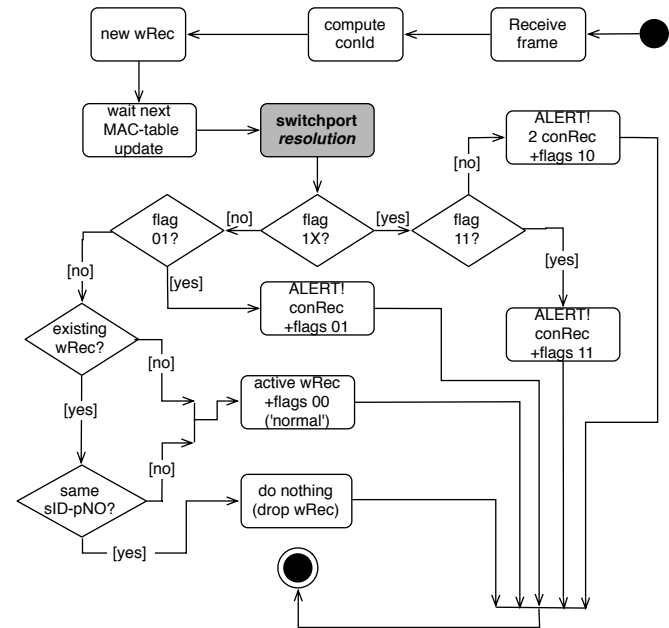 new wRec
compute
conId
Receive
frame
wait next
MAC-table
update
switchport
resolution
ALERT!
2 conRec
+flags 10
[no]
flag
01?
[no]
flag
1X?
[yes]
flag
11?
[no]
[yes]
[yes]
ALERT!
conRec
+flags 01
ALERT!
conRec
+flags 11
existing
wRec?
[no]
active wRec
+flags 00
('normal')
[yes]
[no]
same
sID-pNO?
do nothing
(drop wRec)
[yes]